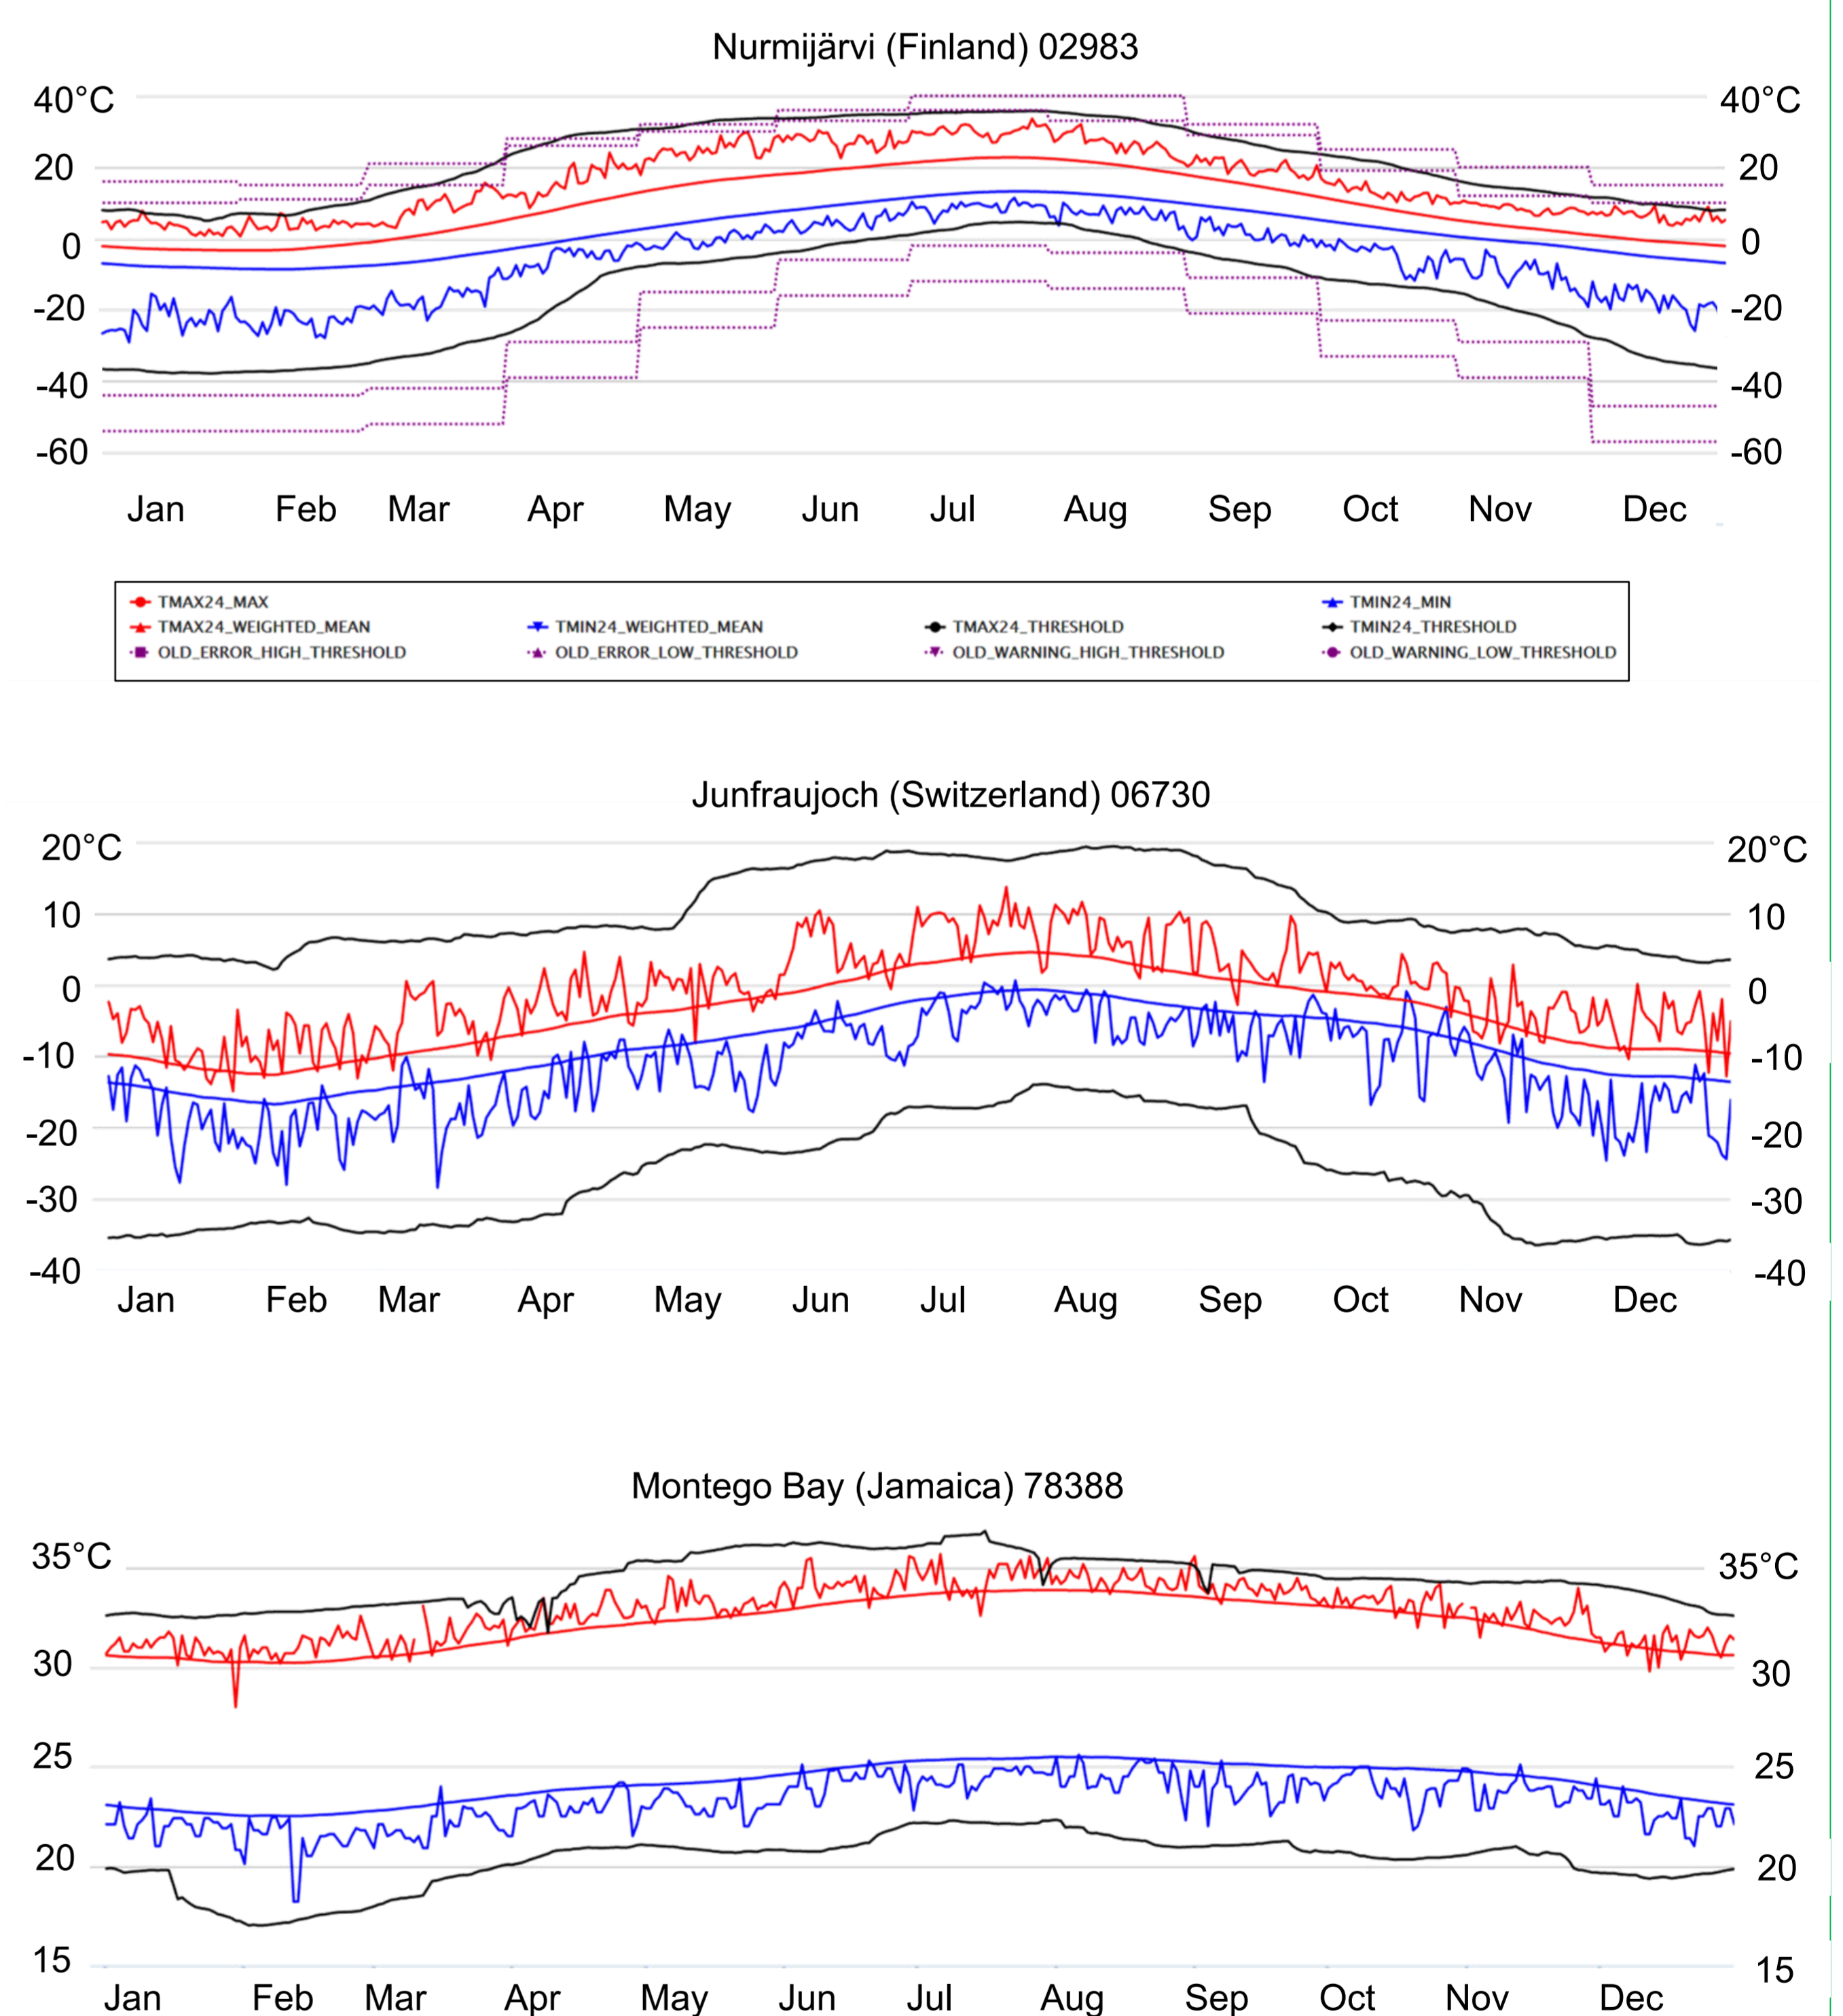 Nurmijärvi (Finland) 02983
40°C 40°C
20 20
0 0
-20 -20
-40 -40
-60 -60
Jan Feb Mar Apr May Jun Jul Aug Sep Oct Nov Dec
TMAX24_MAX TMIN24_MIN
TMAX24_WEIGHTED_MEAN TMIN24_WEIGHTED_MEAN TMAX24_THRESHOLD TMIN24_THRESHOLD
OLD_ERROR_HIGH_THRESHOLD OLD_ERROR_LOW_THRESHOLD OLD_WARNING_HIGH_THRESHOLD OLD_WARNING_LOW_THRESHOLD
Junfraujoch (Switzerland) 06730
20°C 20°C
10 10
0 0
-10 -10
-20 -20
-30 -30
-40 -40
Jan Feb Mar Apr May Jun Jul Aug Sep Oct Nov Dec
Montego Bay (Jamaica) 78388
35°C 35°C
30 30
25 25
20 20
15 15
Jan Feb Mar Apr May Jun Jul Aug Sep Oct Nov Dec